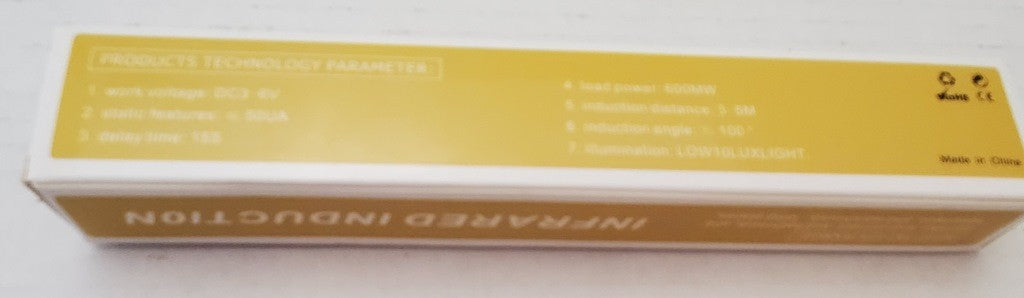 PRODUCTS TECHNOLOGY PARAMETER
1. work voltage: DC3-6V
2. static features: < 50UA
3. delay time: 15S
4. load power: 600MW
5. induction distance: 3-5M
6. induction angle: 100°
7. illumination: LOW10LUXLIGHT
RoHS CE
Made in China
INFRARED INDUCTION